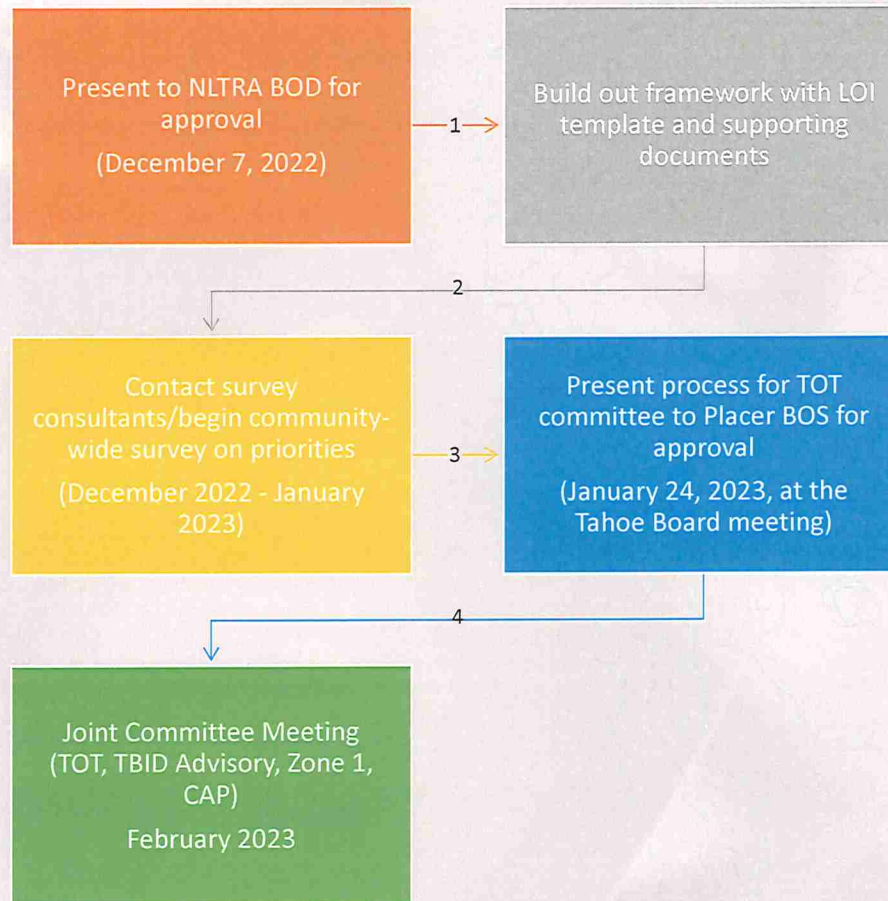 Present to NLTRA BOD for
approval
(December 7, 2022)
1
Build out framework with LOI
template and supporting
documents
2
Contact survey
consultants/begin community-
wide survey on priorities
(December 2022 - January
2023)
3
Present process for TOT
committee to Placer BOS for
approval
(January 24, 2023, at the
Tahoe Board meeting)
4
Joint Committee Meeting
(TOT, TBID Advisory, Zone 1,
CAP)
February 2023